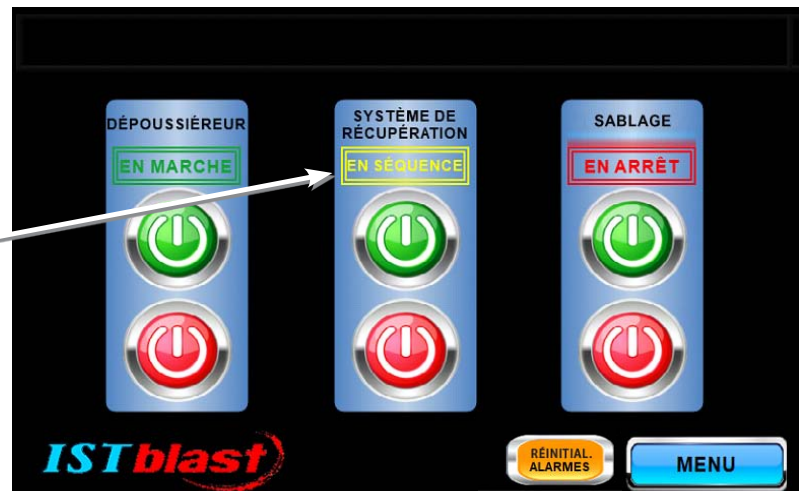 DÉPOUSSIÉREUR
EN MARCHE
SYSTÈME DE
RÉCUPÉRATION
EN SÉQUENCE
SABLAGE
EN ARRÊT
ISTblast
RÉINITIAL.
ALARMES
MENU